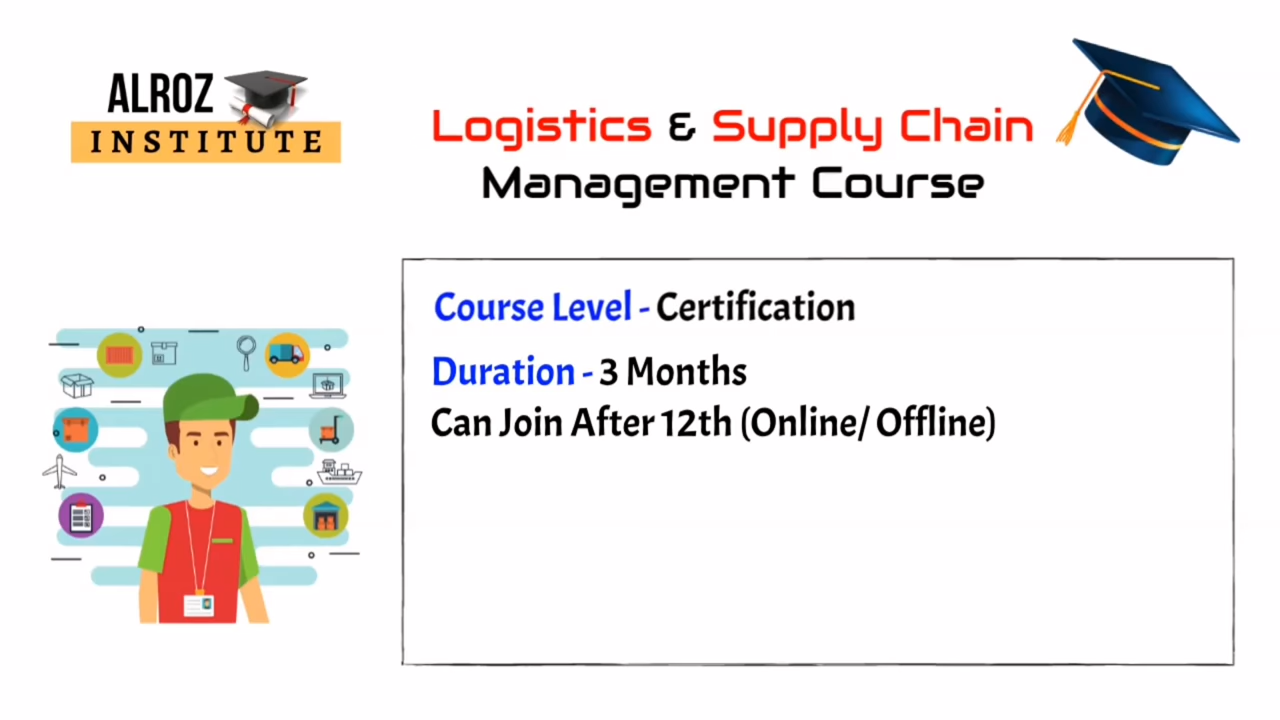 ALROZ
INSTITUTE
Logistics & Supply Chain
Management Course
Course Level - Certification
Duration - 3 Months
Can Join After 12th (Online/ Offline)